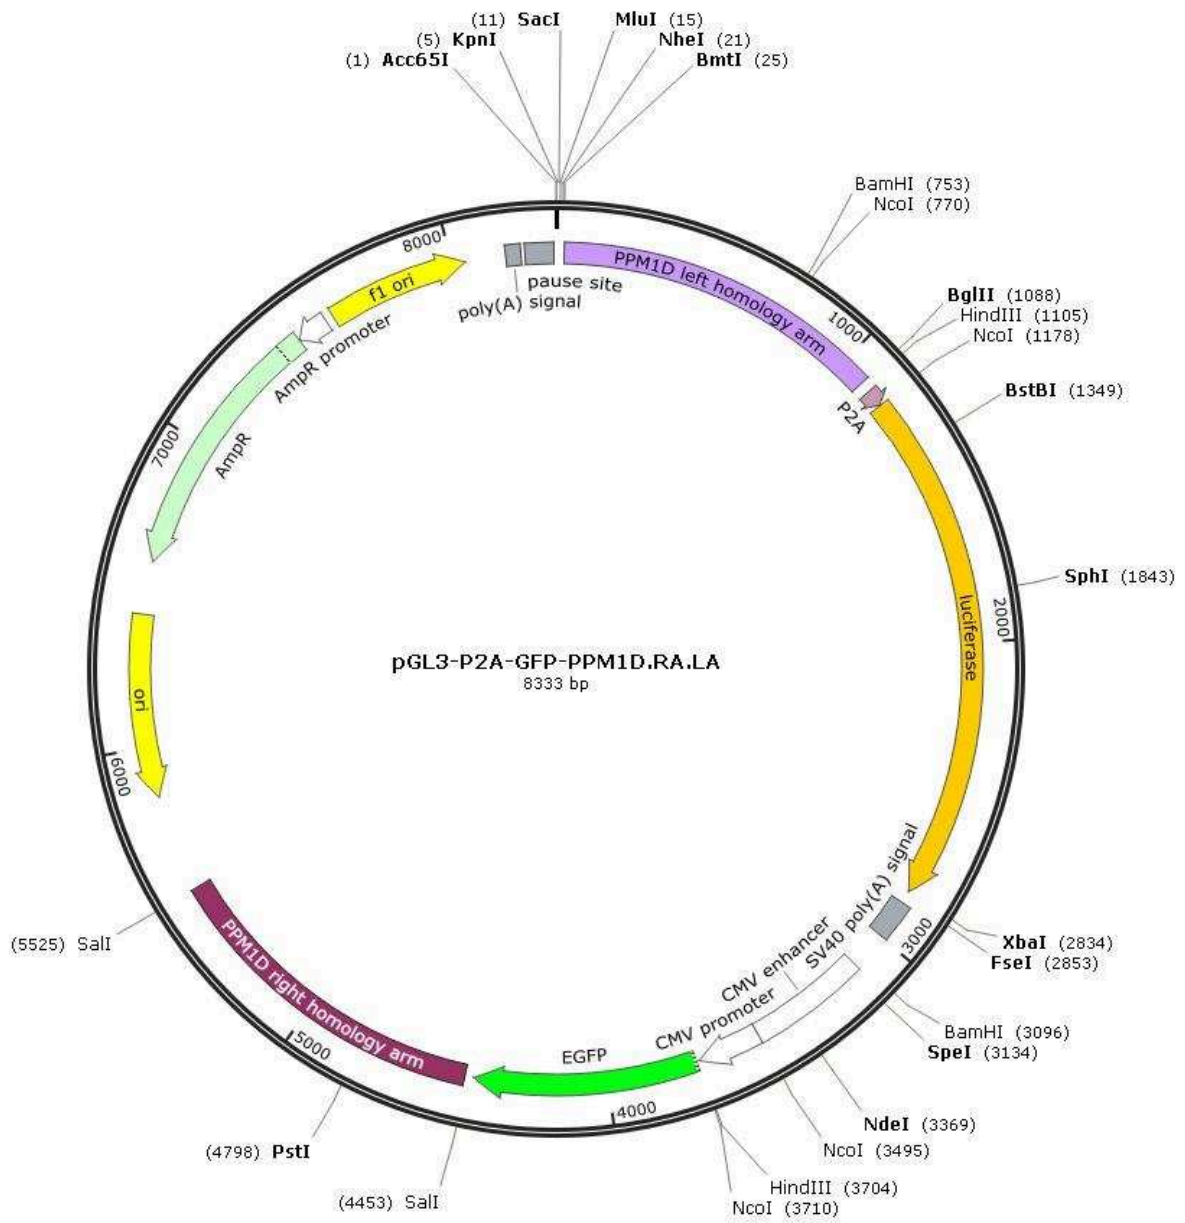 (11) SacI
MluI (15)
(5) KpnI
NheI (21)
(1) Acc65I
BmtI (25)
BamHI (753)
NcoI (770)
8000
PPM1D left homology arm
f1 ori
pause site
poly(A) signal
BglII (1088)
HindIII (1105)
1000
NcoI (1178)
AmpR promoter
BstBI (1349)
P2A
7000
AmpR
SphI (1843)
2000
luciferase
pGL3-P2A-GFP-PPM1D.RA.LA
8333 bp
ori
6000
SV40 poly(A) signal
(5525) SalI
XbaI (2834)
3000
FseI (2853)
CMV enhancer
PPM1D right homology arm
CMV promoter
BamHI (3096)
SpeI (3134)
5000
EGFP
4000
NdeI (3369)
(4798) PstI
NcoI (3495)
HindIII (3704)
(4453) SalI
NcoI (3710)